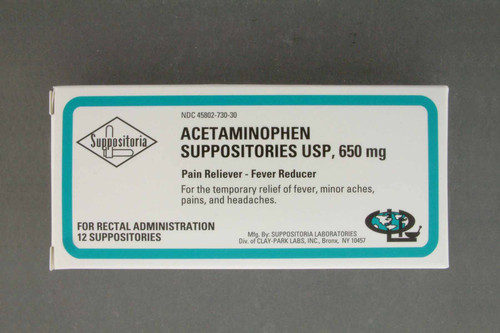 NDC 45802-730-30
Suppositoria
ACETAMINOPHEN
SUPPOSITORIES USP, 650 mg
Pain Reliever - Fever Reducer
For the temporary relief of fever, minor aches,
pains, and headaches.
FOR RECTAL ADMINISTRATION
12 SUPPOSITORIES
Mfg. By: SUPPOSITORIA LABORATORIES
Div. of CLAY-PARK LABS, INC., Bronx, NY 10457